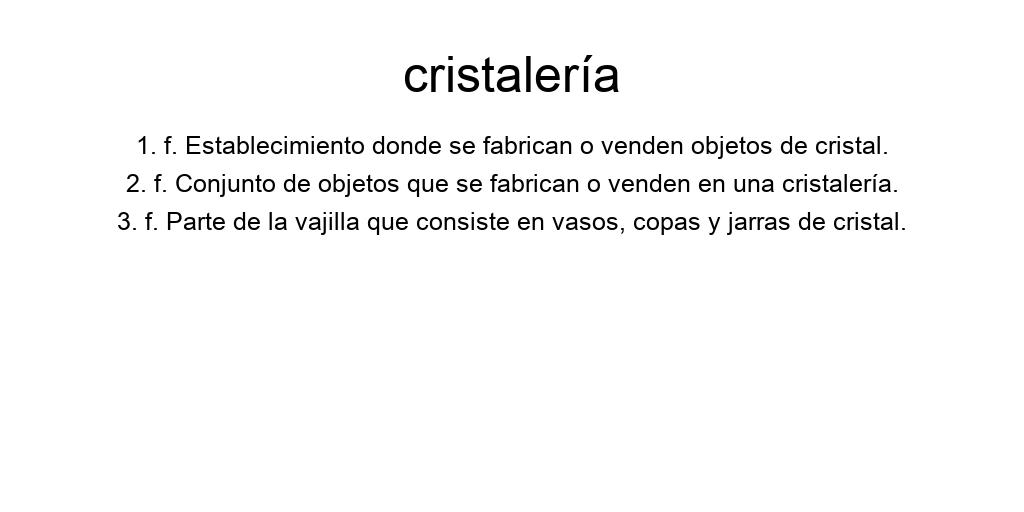 cristalería
1. f. Establecimiento donde se fabrican o venden objetos de cristal.
2. f. Conjunto de objetos que se fabrican o venden en una cristalería.
3. f. Parte de la vajilla que consiste en vasos, copas y jarras de cristal.